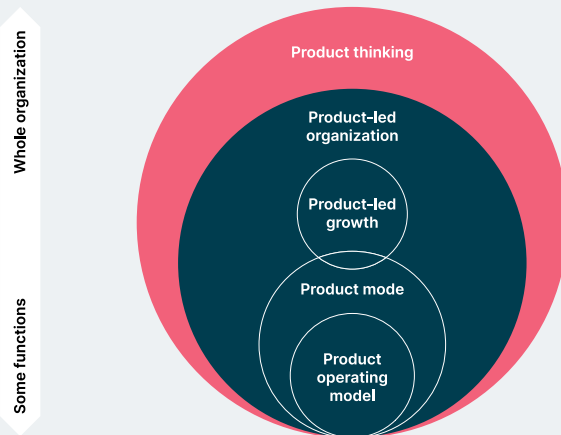 Whole organization
Some functions
Product thinking
Product-led
organization
Product-led
growth
Product mode
Product
operating
model